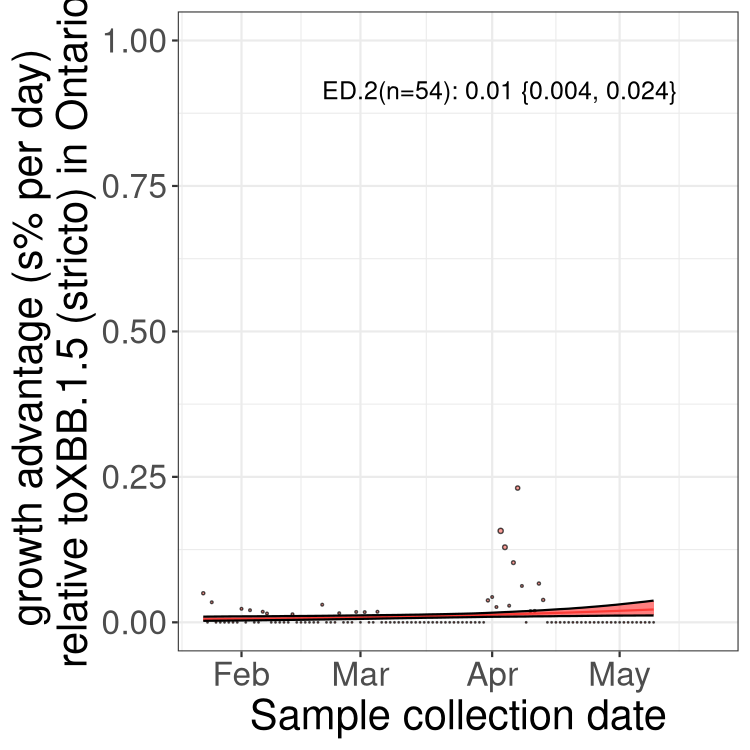 growth advantage (s% per day)
relative toXBB.1.5 (stricto) in Ontario
1.00
0.75
0.50
0.25
0.00
ED.2(n=54): 0.01 {0.004, 0.024}
Feb Mar Apr May
Sample collection date